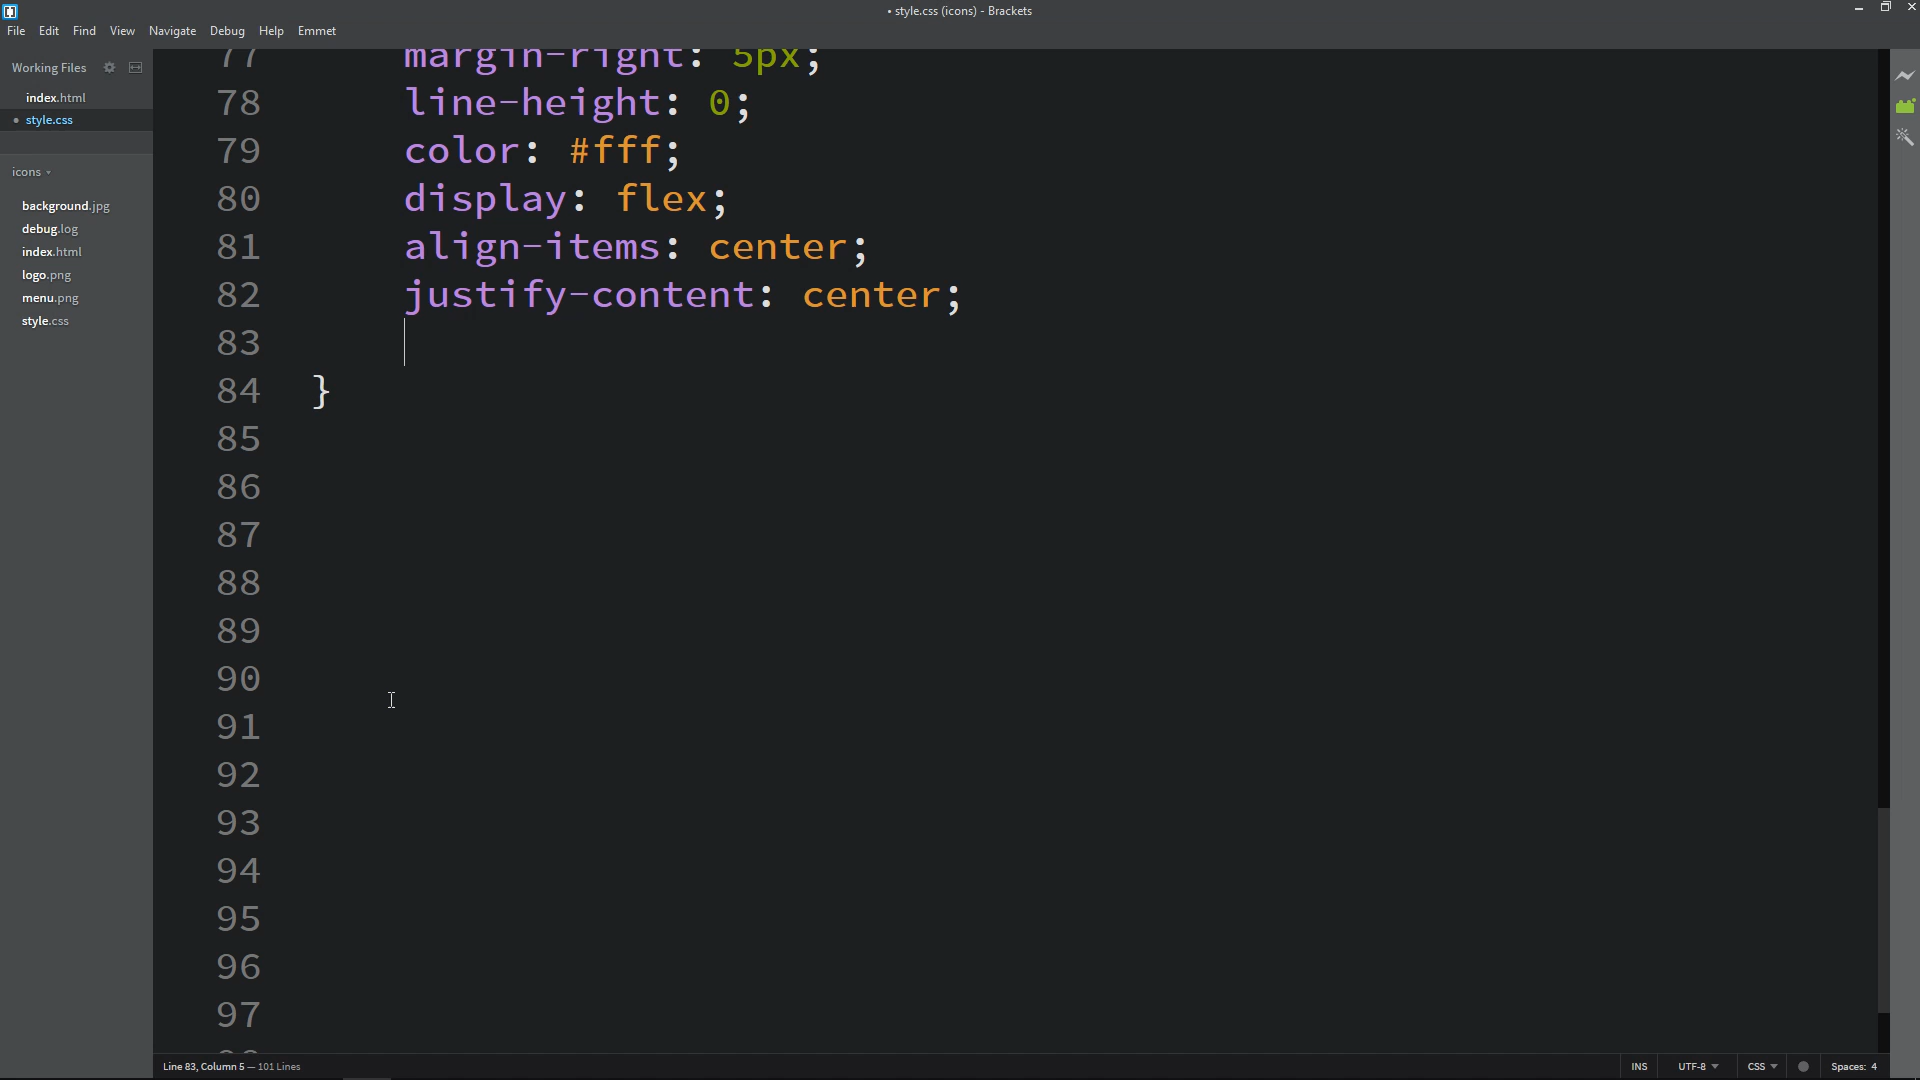 • style.css (icons) - Brackets
File Edit Find View Navigate Debug Help Emmet
Working Files
index.html
• style.css
icons
background.jpg
debug.log
index.html
logo.png
menu.png
style.css
77 margin-right: 5px;
78 line-height: 0;
79 color: #fff;
80 display: flex;
81 align-items: center;
82 justify-content: center;
83
84 }
85
86
87
88
89
90
91
92
93
94
95
96
97
Line 83, Column 5 — 101 Lines
INS UTF-8 CSS Spaces: 4